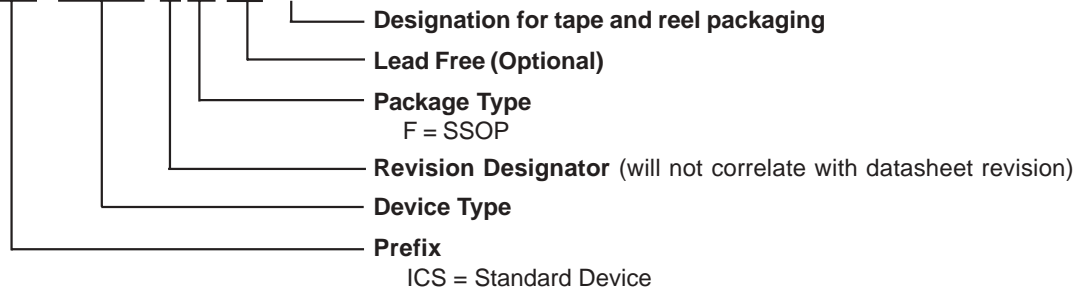 Designation for tape and reel packaging
Lead Free (Optional)
Package Type
F = SSOP
Revision Designator (will not correlate with datasheet revision)
Device Type
Prefix
ICS = Standard Device